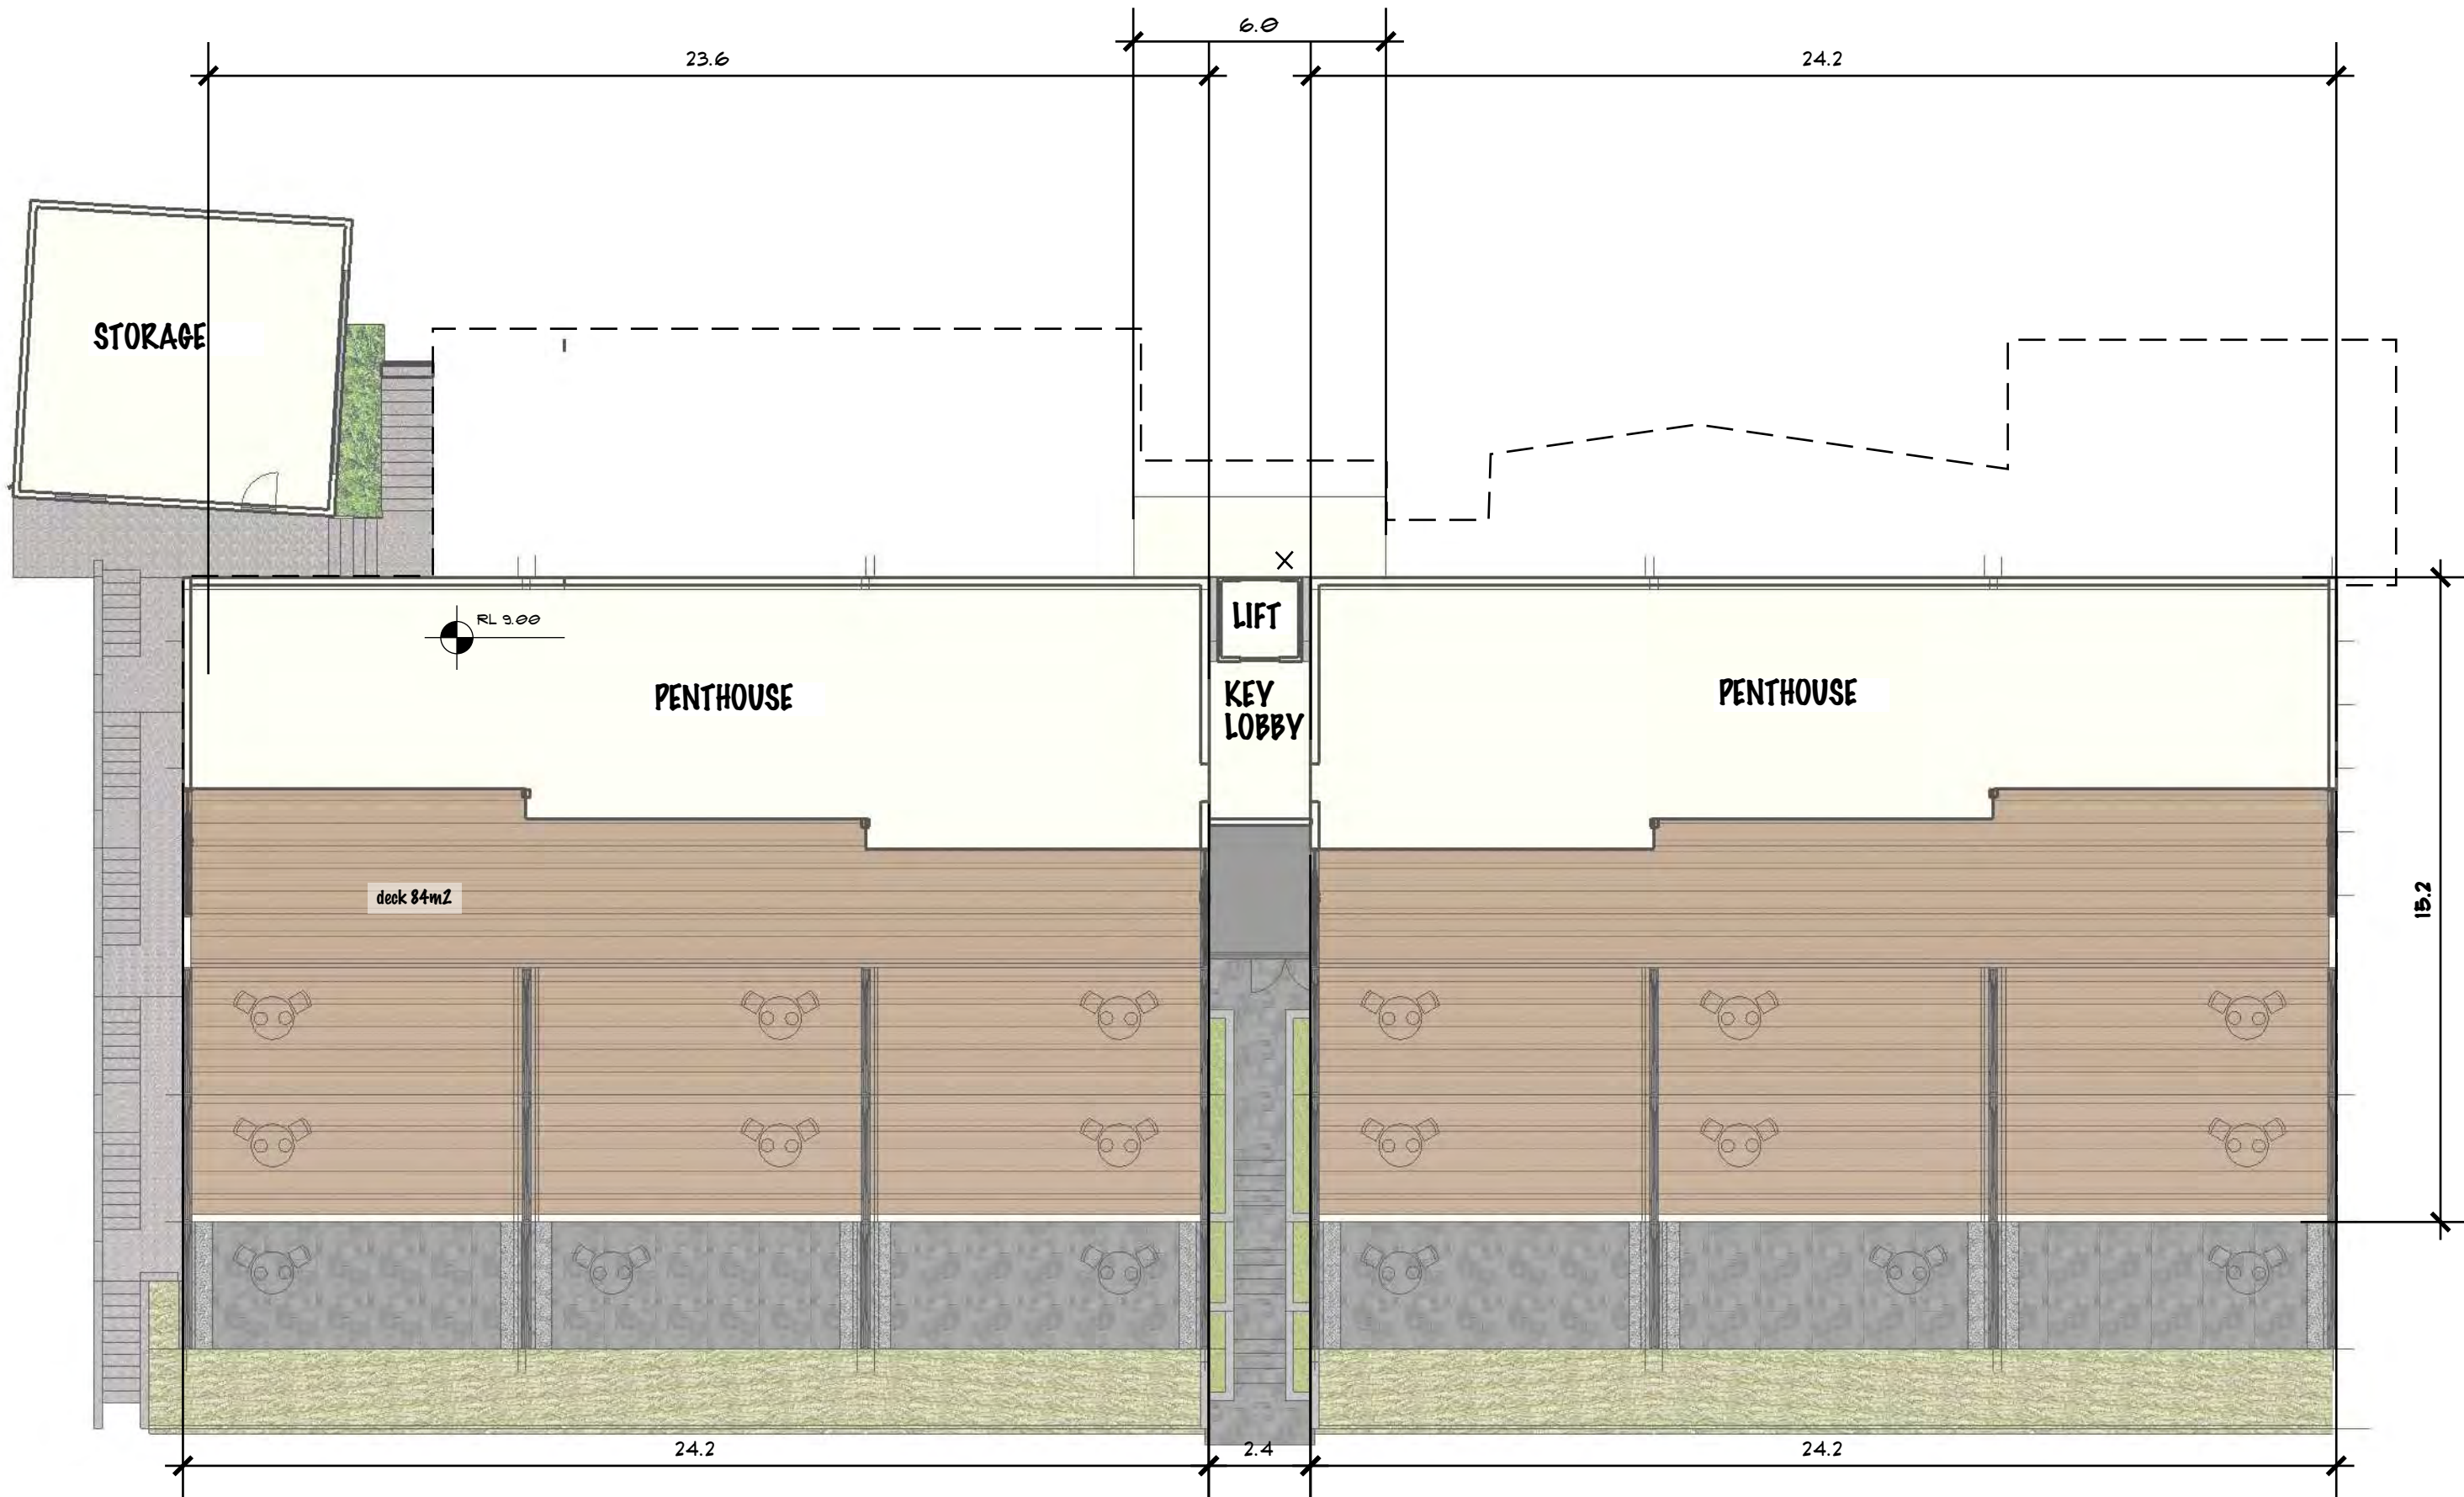 6.0
23.6
24.2
STORAGE
LIFT
RL 9.00
PENTHOUSE
KEY
LOBBY
PENTHOUSE
deck 84m2
15.2
24.2
2.4
24.2